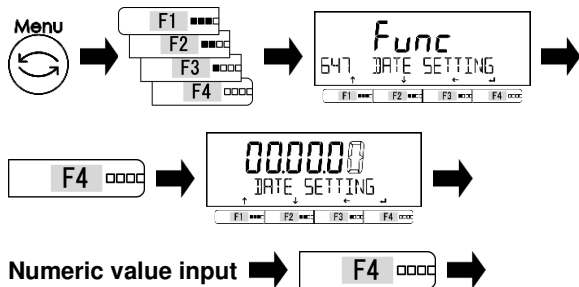 Menu
F1
F2
F3
F4
Func
647 DATE SETTING
↑ ↓ ← ↵
F1 F2 F3 F4
F4
00.00.00
DATE SETTING
↑ ↓ ← ↵
F1 F2 F3 F4
Numeric value input F4